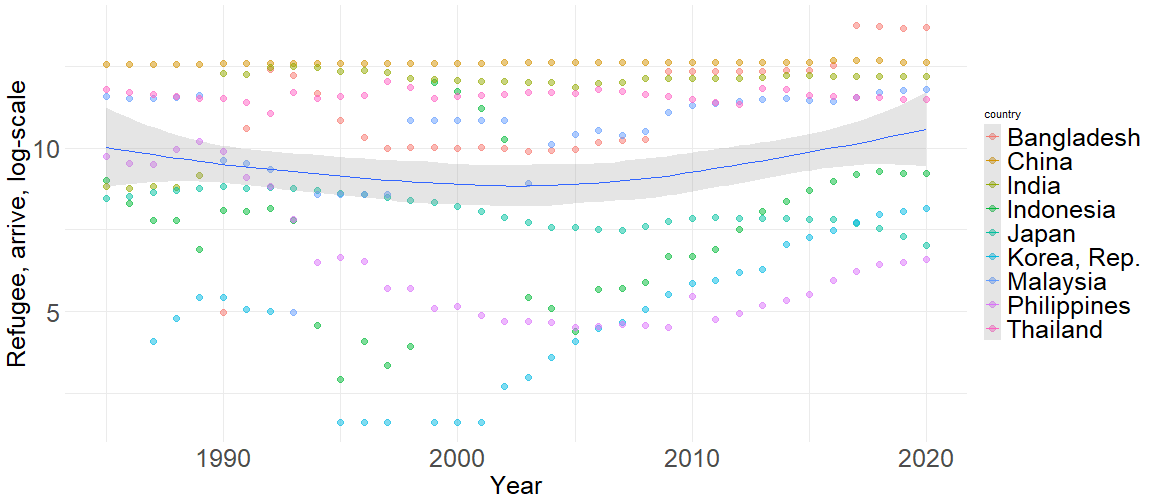 Refugee, arrive, log-scale
10
5
1990
2000
2010
2020
Year
country
Bangladesh
China
India
Indonesia
Japan
Korea, Rep.
Malaysia
Philippines
Thailand